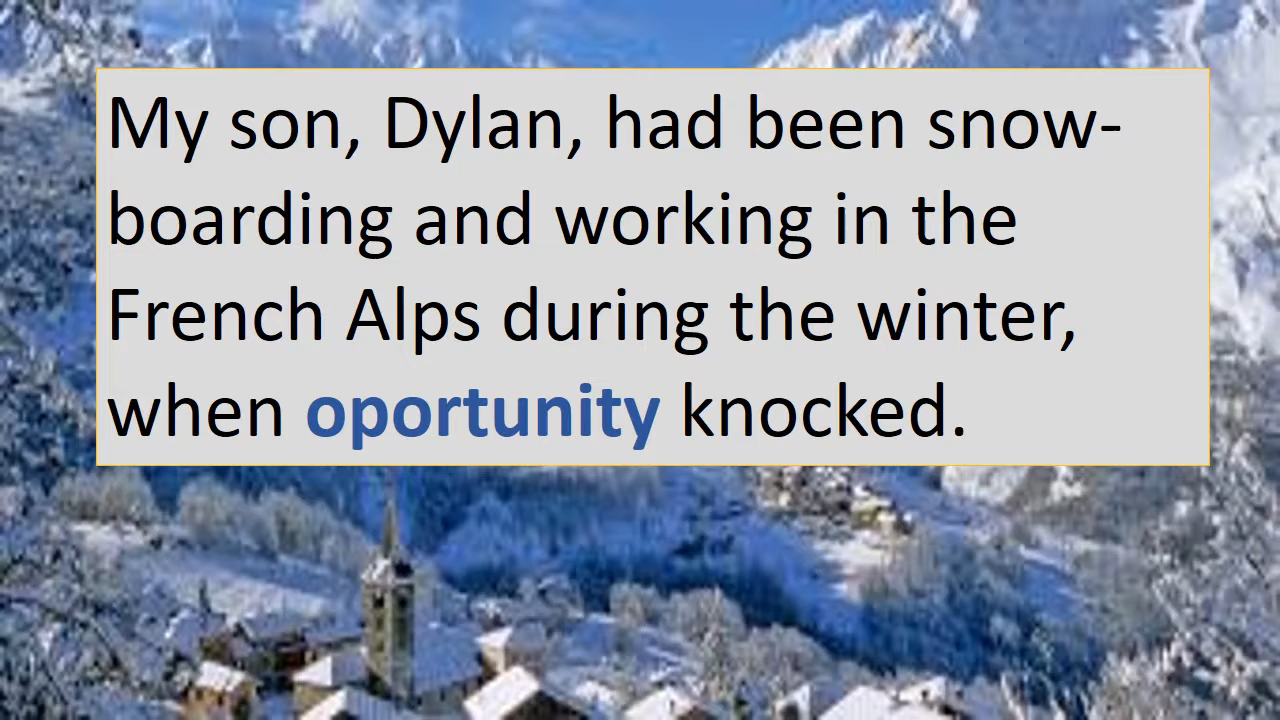 My son, Dylan, had been snow-
boarding and working in the
French Alps during the winter,
when oportunity knocked.